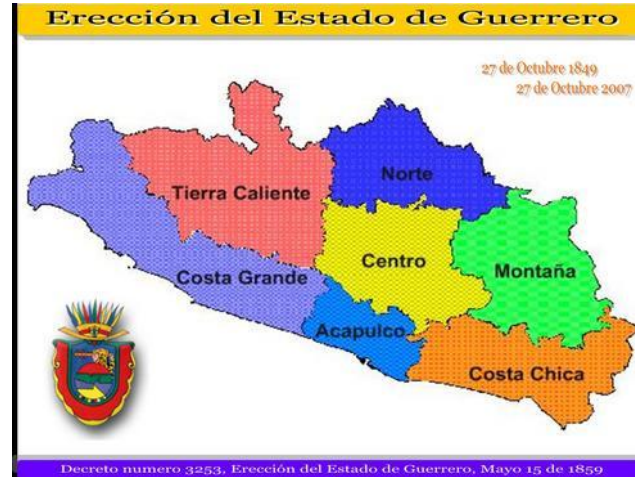 Erección del Estado de Guerrero
27 de Octubre 1849
27 de Octubre 2007
Norte
Tierra Caliente
Centro
Montaña
Costa Grande
Acapulco
Costa Chica
Decreto numero 3253, Erección del Estado de Guerrero, Mayo 15 de 1859